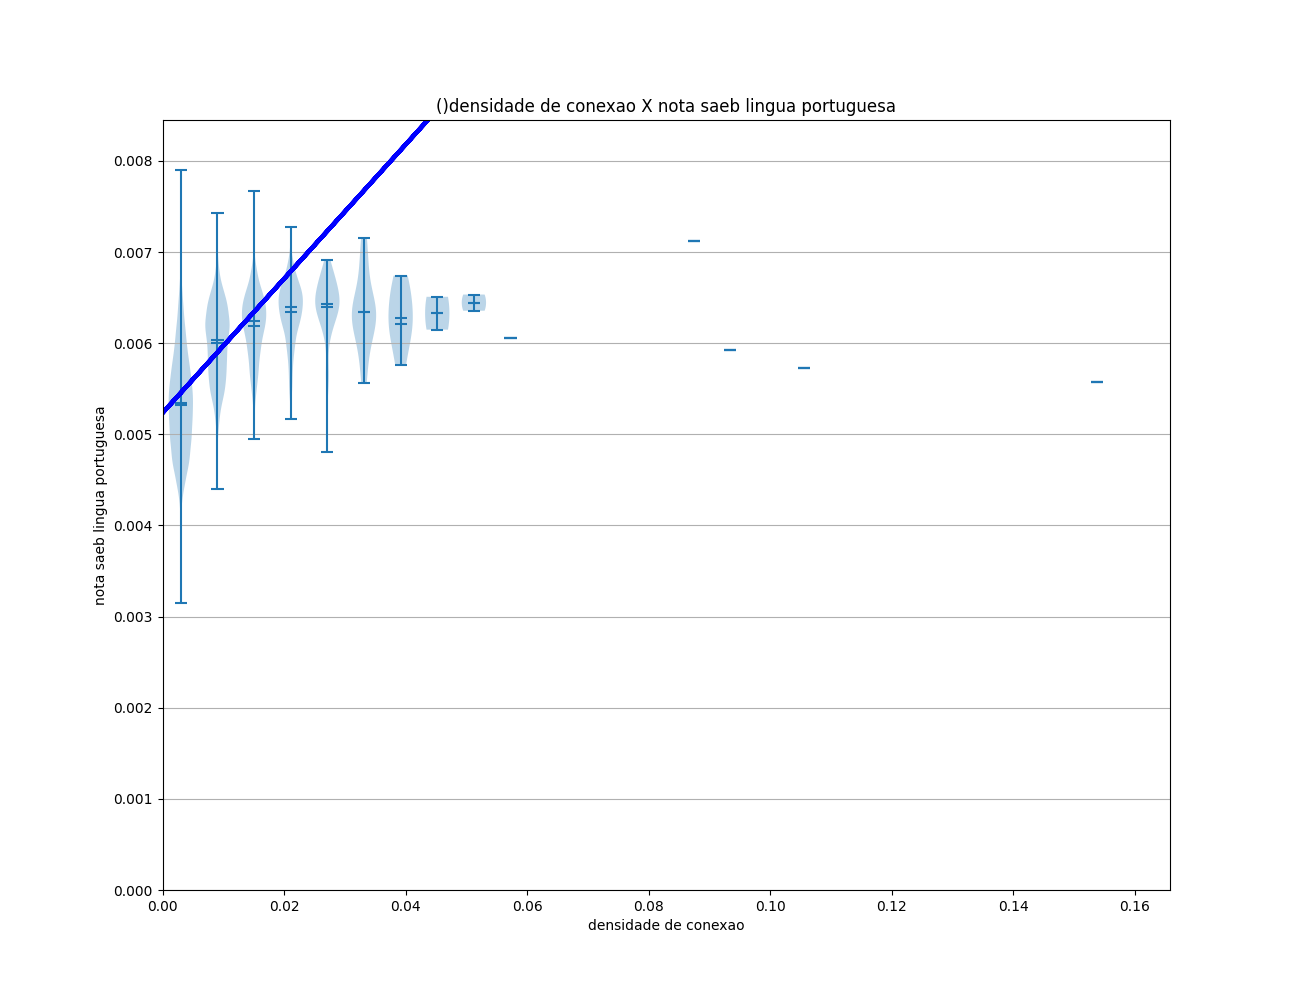 ()densidade de conexao X nota saeb lingua portuguesa
0.008
0.007
0.006
0.005
0.004
0.003
0.002
0.001
0.000
nota saeb lingua portuguesa
0.00 0.02 0.04 0.06 0.08 0.10 0.12 0.14 0.16
densidade de conexao